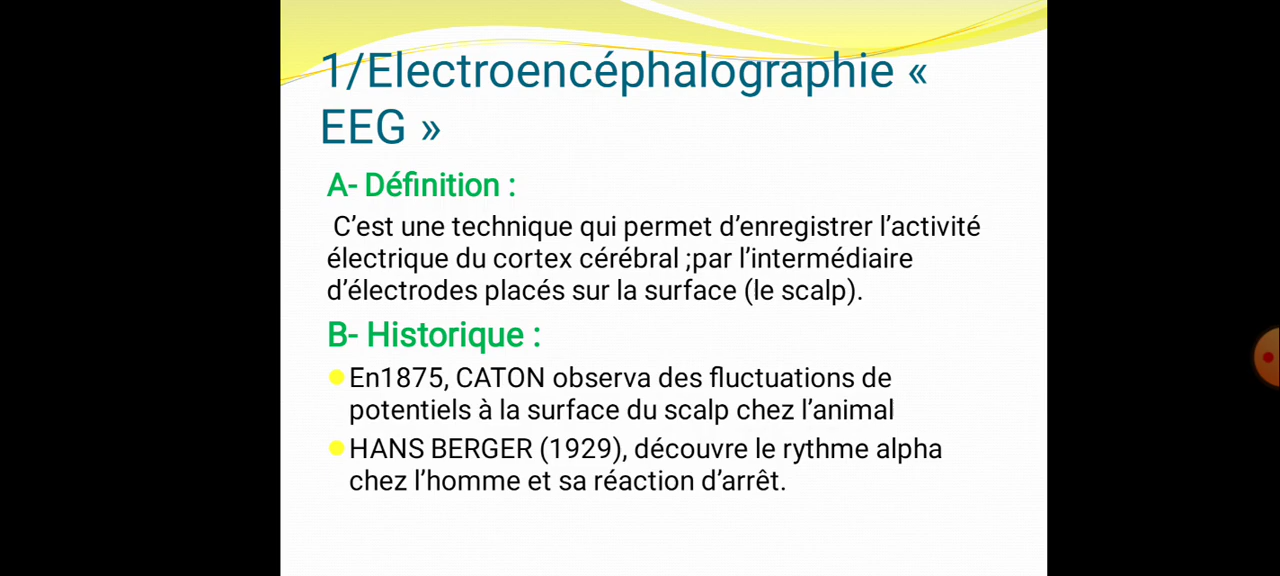 1/Electroencéphalographie «
EEG »
A- Définition :
C’est une technique qui permet d’enregistrer l’activité
électrique du cortex cérébral ;par l’intermédiaire
d’électrodes placés sur la surface (le scalp).
B- Historique :
En1875, CATON observa des fluctuations de
potentiels à la surface du scalp chez l’animal
HANS BERGER (1929), découvre le rythme alpha
chez l’homme et sa réaction d’arrêt.